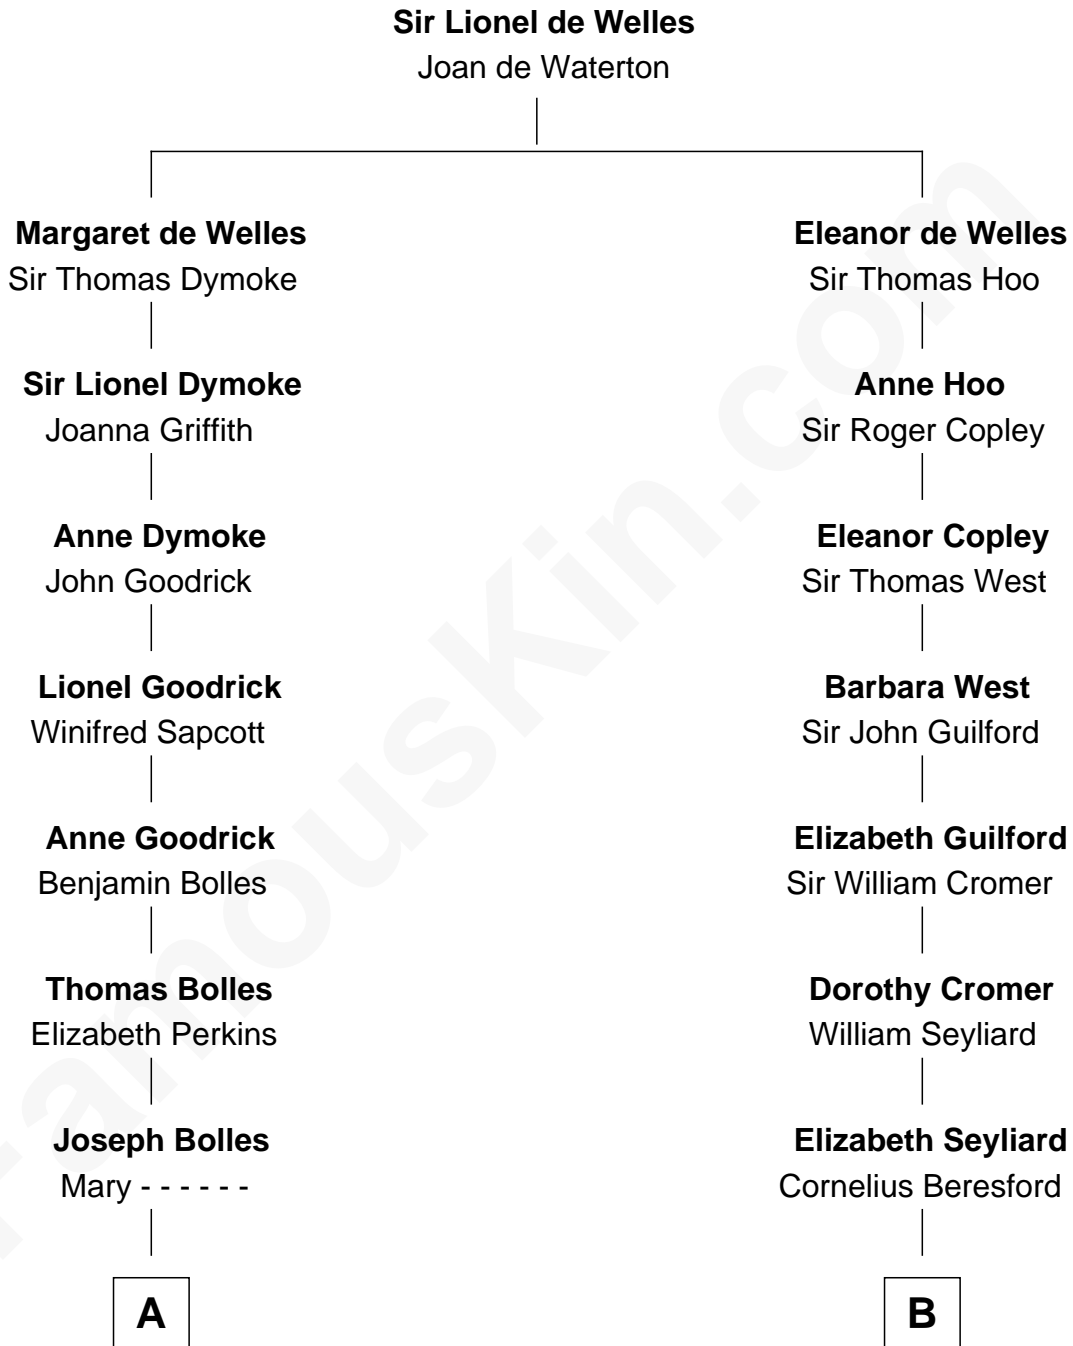 Sir Lionel de Welles
Joan de Waterton
Margaret de Welles
Sir Thomas Dymoke
Eleanor de Welles
Sir Thomas Hoo
Sir Lionel Dymoke
Joanna Griffith
Anne Hoo
Sir Roger Copley
Anne Dymoke
John Goodrick
Eleanor Copley
Sir Thomas West
Lionel Goodrick
Winifred Sapcott
Barbara West
Sir John Guilford
Anne Goodrick
Benjamin Bolles
Elizabeth Guilford
Sir William Cromer
Thomas Bolles
Elizabeth Perkins
Dorothy Cromer
William Seyliard
Joseph Bolles
Mary - - - - - -
Elizabeth Seyliard
Cornelius Beresford
A
B
FamousKin.com